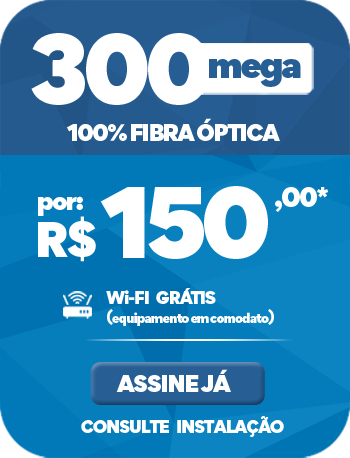 300 mega
100% FIBRA ÓPTICA
por:
R$ 150,00*
Wi-FI GRÁTIS
(equipamento em comodato)
ASSINE JÁ
CONSULTE INSTALAÇÃO